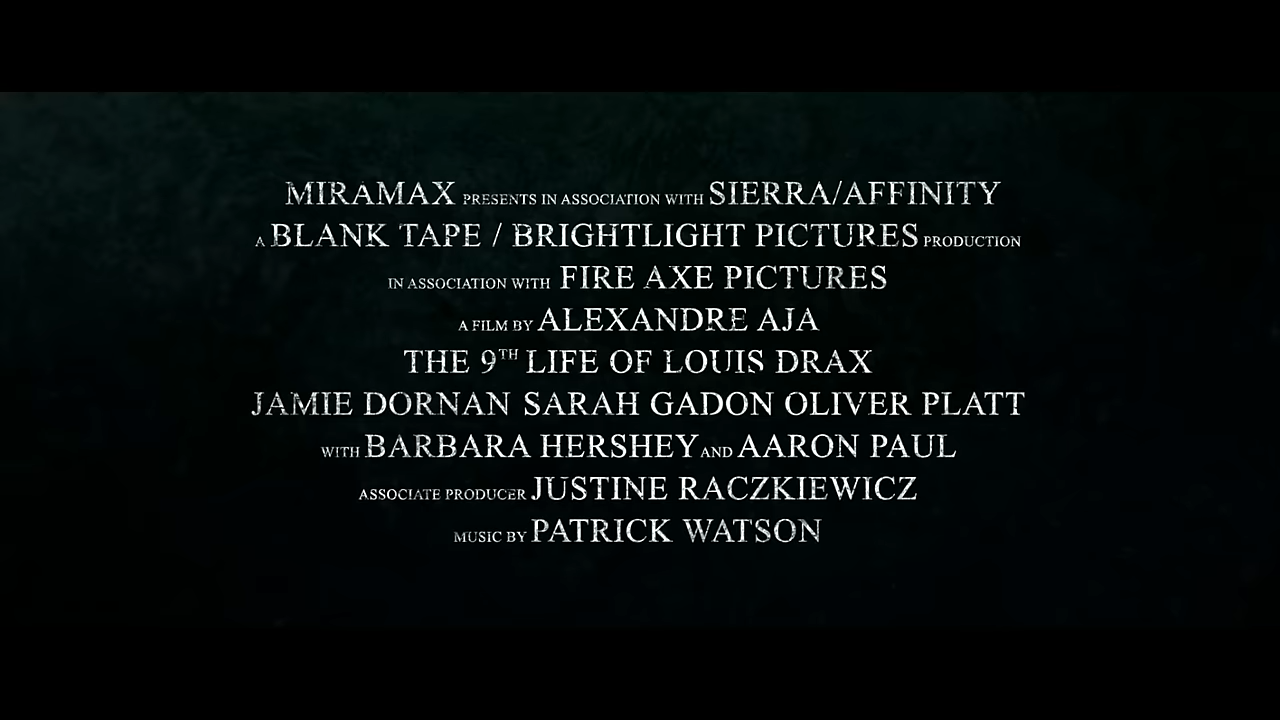 MIRAMAX PRESENTS IN ASSOCIATION WITH SIERRA/AFFINITY
A BLANK TAPE / BRIGHTLIGHT PICTURES PRODUCTION
IN ASSOCIATION WITH FIRE AXE PICTURES
A FILM BY ALEXANDRE AJA
THE 9TH LIFE OF LOUIS DRAX
JAMIE DORNAN SARAH GADON OLIVER PLATT
WITH BARBARA HERSHEY AND AARON PAUL
ASSOCIATE PRODUCER JUSTINE RACZKIEWICZ
MUSIC BY PATRICK WATSON